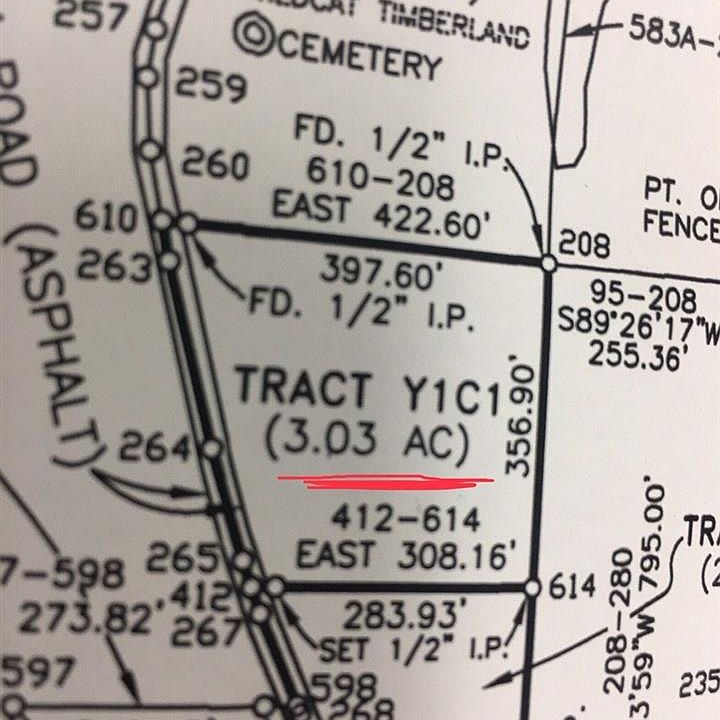 257
TIMBERLAND
583A-
CEMETERY
259
FD. 1/2" I.P.
260
610-208
EAST 422.60'
PT.
FENCE
610
208
263
397.60'
FD. 1/2" I.P.
95-208
S89°26'17"W
255.36'
ROAD (ASPHALT)
TRACT Y1C1
(3.03 AC)
356.90'
264
412-614
EAST 308.16'
265
7-598
412
614
273.82'
283.93'
267
SET 1/2" I.P.
208-280
3'59"W 795.00'
597
598
268
235